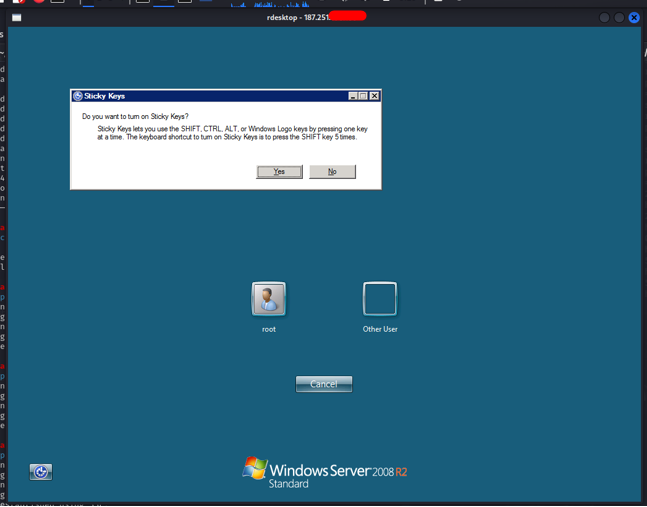 rdesktop - 187.251.
Sticky Keys
Do you want to turn on Sticky Keys?
Sticky Keys lets you use the SHIFT, CTRL, ALT, or Windows Logo keys by pressing one key
at a time. The keyboard shortcut to turn on Sticky Keys is to press the SHIFT key 5 times.
Yes No
root Other User
Cancel
Windows Server 2008 R2
Standard